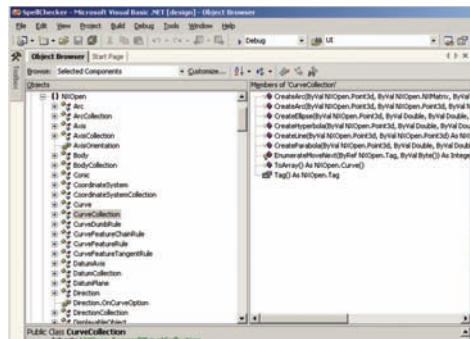 SpellChecker - Microsoft Visual Basic .NET [design] - Object Browser
File Edit View Project Build Debug Tools Window Help
Debug UI
Object Browser Start Page
Browse: Selected Components Customize...
Toolbox
Objects
{} NXOpen
Arc
ArcCollection
Axis
AxisCollection
AxisOrientation
Body
BodyCollection
Conic
CoordinateSystem
CoordinateSystemCollection
Curve
CurveCollection
CurveDumbRule
CurveFeatureChainRule
CurveFeatureRule
CurveFeatureTangentRule
DatumAxis
DatumCollection
DatumPlane
Direction
Direction.OnCurveOption
DirectionCollection
DisplayableObject
Members of 'CurveCollection'
CreateArc(ByVal NXOpen.Point3d, ByVal NXOpen.NXMatrix, ByVal
CreateArc(ByVal NXOpen.Point3d, ByVal NXOpen.Point3d, ByVal
CreateEllipse(ByVal NXOpen.Point3d, ByVal Double, ByVal Double,
CreateHyperbola(ByVal NXOpen.Point3d, ByVal Double, ByVal
CreateLine(ByVal NXOpen.Point3d, ByVal NXOpen.Point3d) As NX
CreateParabola(ByVal NXOpen.Point3d, ByVal Double, ByVal Doub
EnumerateMoveNext(ByRef NXOpen.Tag, ByVal Byte()) As Intege
ToArray() As NXOpen.Curve()
Tag() As NXOpen.Tag
Public Class CurveCollection